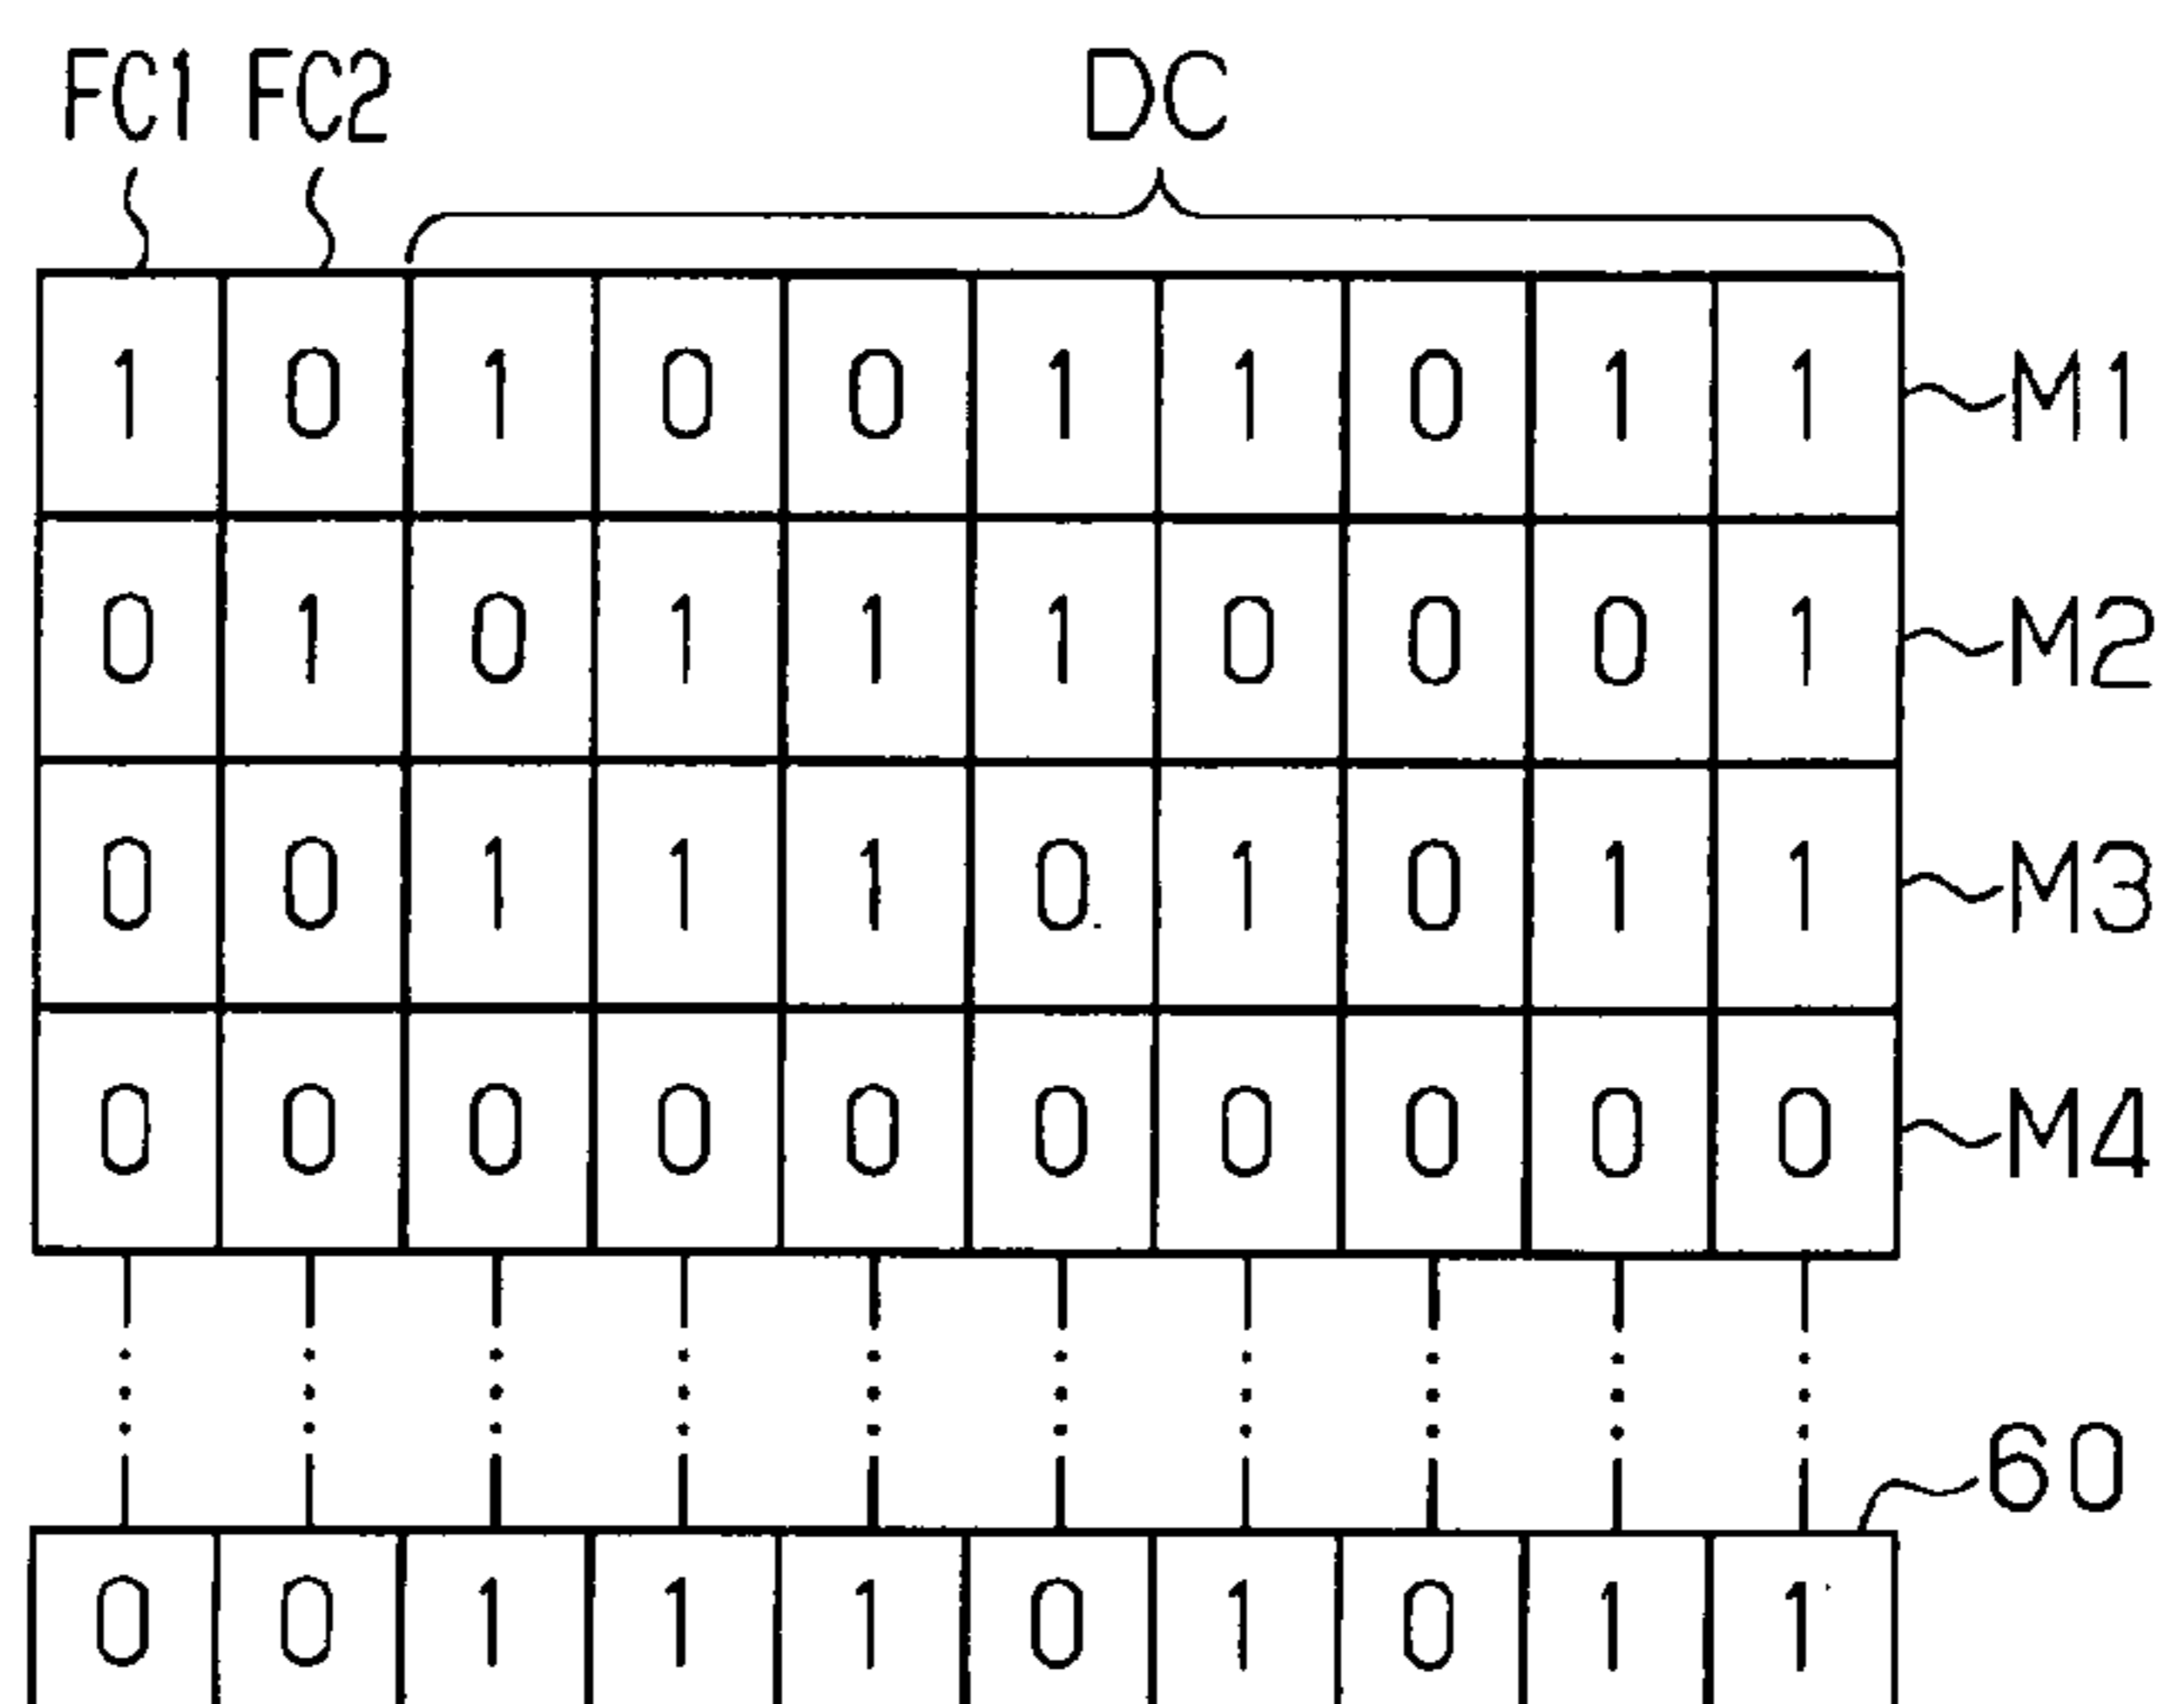 FC1 FC2 DC
1 0 1 0 0 1 1 0 1 1 M1
0 1 0 1 1 1 0 0 0 1 M2
0 0 1 1 1 0 1 0 1 1 M3
0 0 0 0 0 0 0 0 0 0 M4
60
0 0 1 1 1 0 1 0 1 1